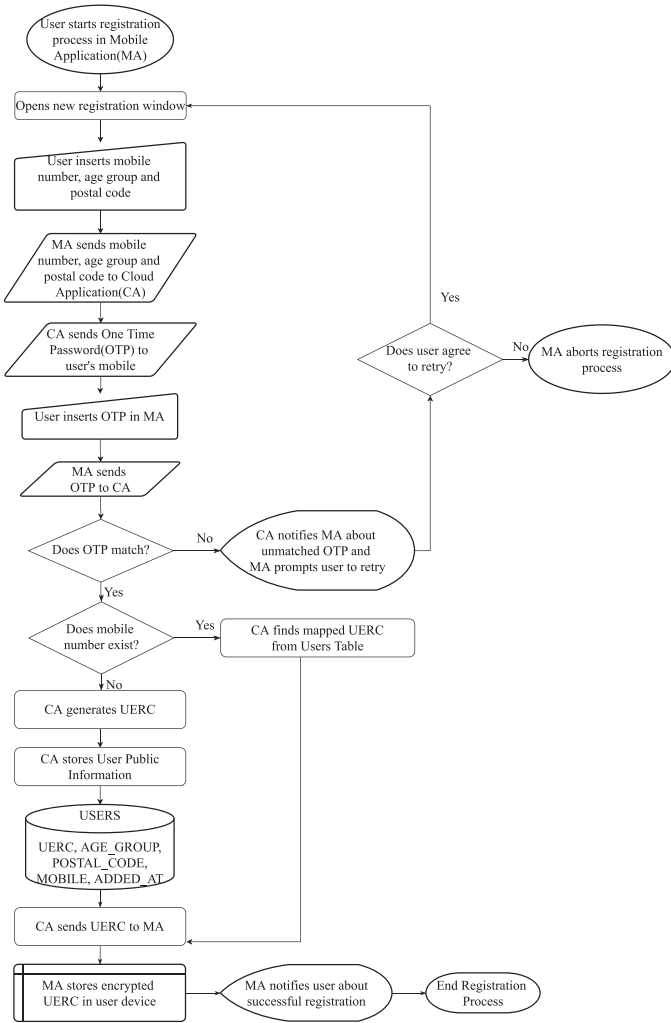 User starts registration
process in Mobile
Application(MA)
Opens new registration window
User inserts mobile
number, age group and
postal code
MA sends mobile
number, age group and
postal code to Cloud
Application(CA)
Yes
CA sends One Time
Password(OTP) to
user's mobile
Does user agree
to retry?
No
MA aborts registration
process
User inserts OTP in MA
MA sends
OTP to CA
Does OTP match?
No
CA notifies MA about
unmatched OTP and
MA prompts user to retry
Yes
Does mobile
number exist?
Yes
CA finds mapped UERC
from Users Table
No
CA generates UERC
CA stores User Public
Information
USERS
UERC, AGE_GROUP,
POSTAL_CODE,
MOBILE, ADDED_AT
CA sends UERC to MA
MA stores encrypted
UERC in user device
MA notifies user about
successful registration
End Registration
Process